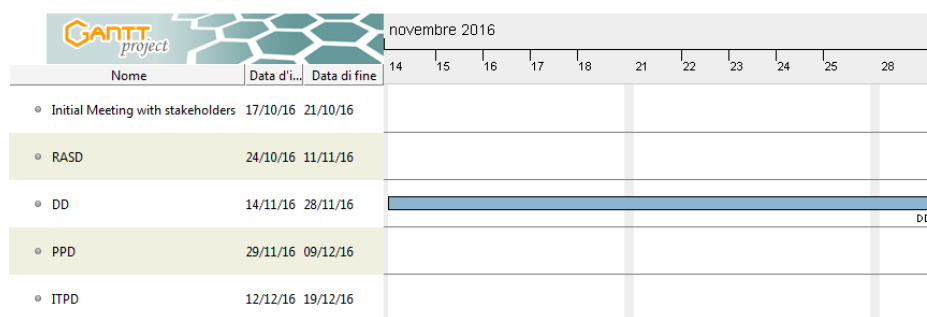 GANTT
project
novembre 2016
14 15 16 17 18 21 22 23 24 25 28
Nome Data d'i... Data di fine
Initial Meeting with stakeholders 17/10/16 21/10/16
RASD 24/10/16 11/11/16
DD 14/11/16 28/11/16
DD
PPD 29/11/16 09/12/16
ITPD 12/12/16 19/12/16